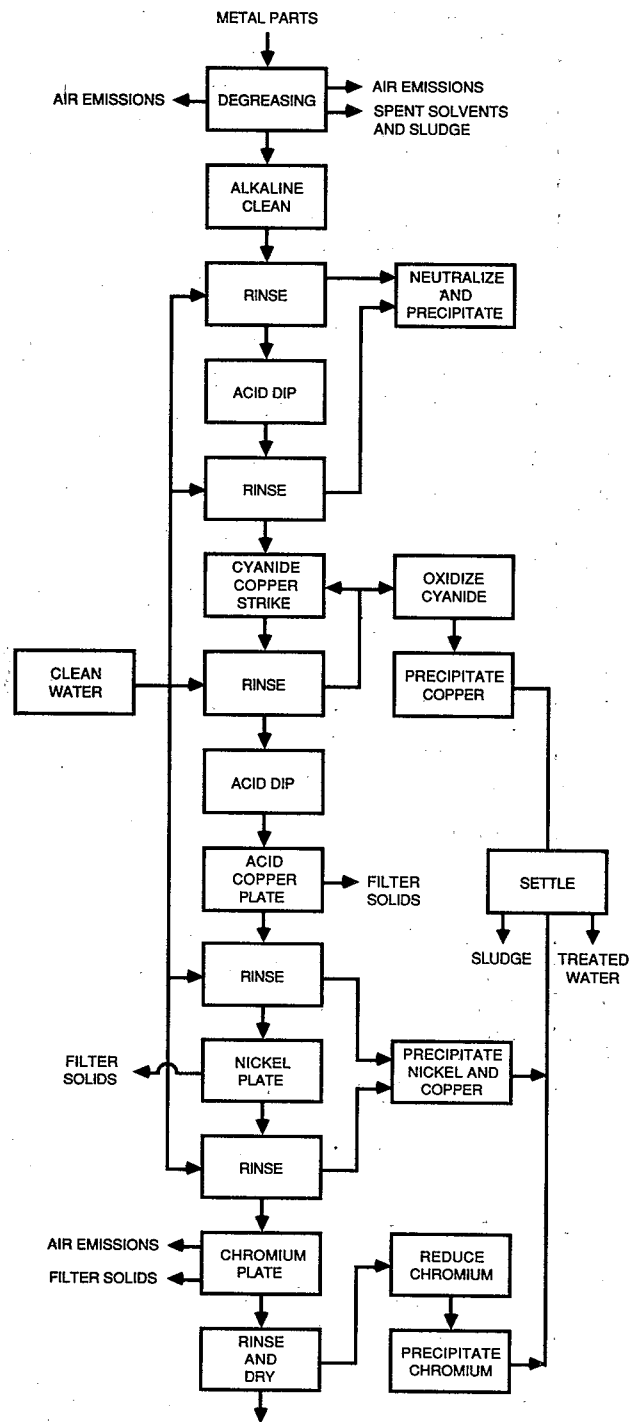 METAL PARTS
AIR EMISSIONS
DEGREASING
AIR EMISSIONS
SPENT SOLVENTS
AND SLUDGE
ALKALINE
CLEAN
RINSE
NEUTRALIZE
AND
PRECIPITATE
ACID DIP
RINSE
CYANIDE
COPPER
STRIKE
OXIDIZE
CYANIDE
CLEAN
WATER
RINSE
PRECIPITATE
COPPER
ACID DIP
ACID
COPPER
PLATE
FILTER
SOLIDS
SETTLE
SLUDGE
TREATED
WATER
RINSE
FILTER
SOLIDS
NICKEL
PLATE
PRECIPITATE
NICKEL AND
COPPER
RINSE
AIR EMISSIONS
FILTER SOLIDS
CHROMIUM
PLATE
REDUCE
CHROMIUM
RINSE
AND
DRY
PRECIPITATE
CHROMIUM